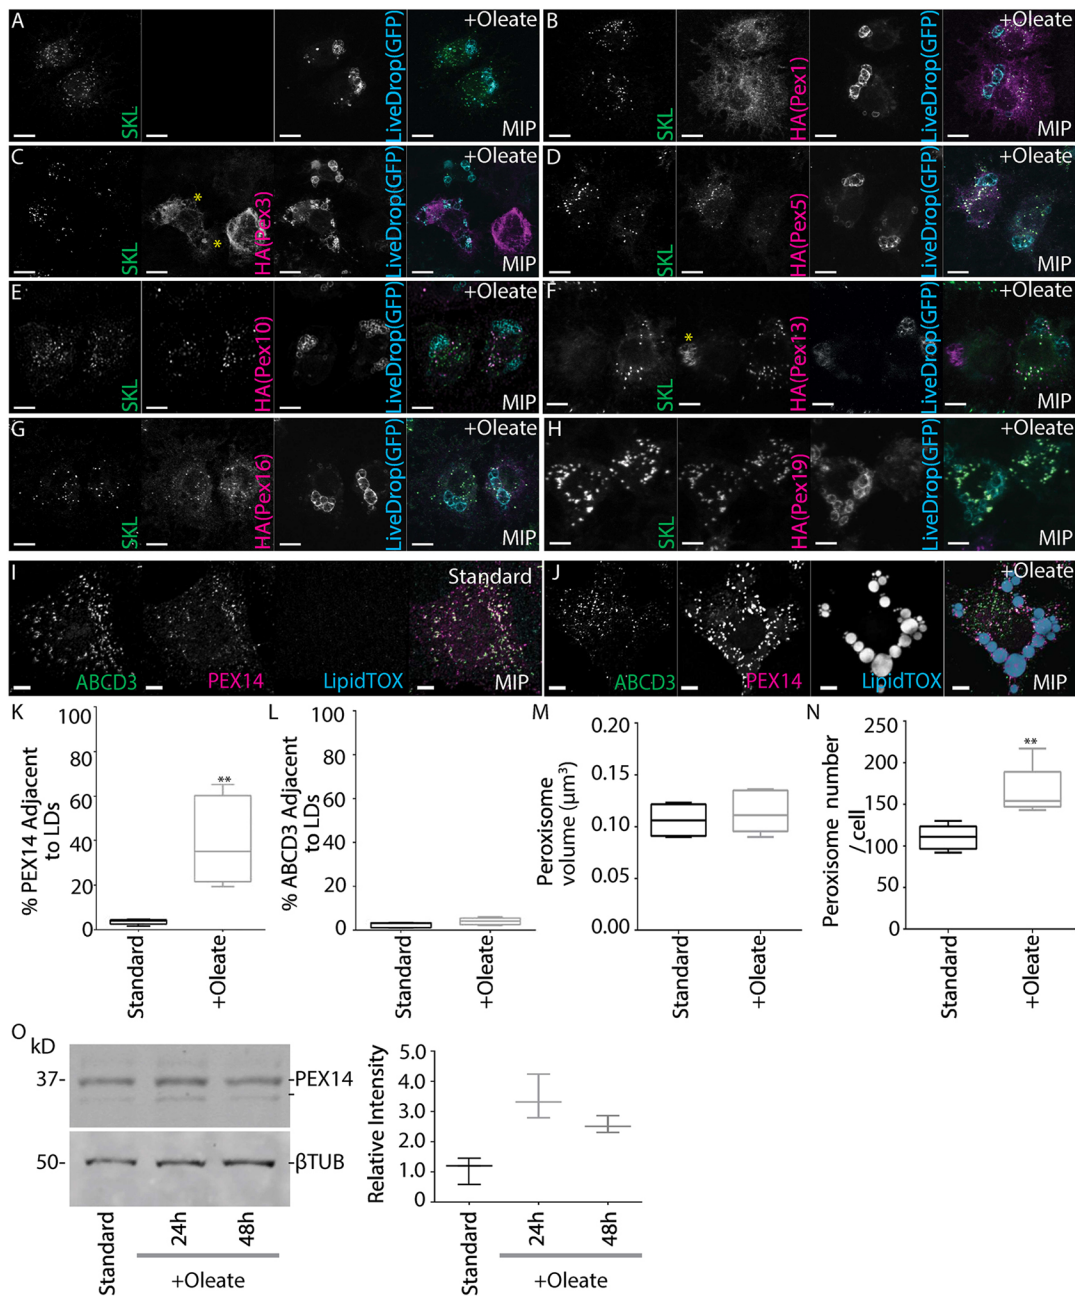 A
SKL
LiveDrop(GFP)
+Oleate
MIP
B
SKL
HA(Pex1)
LiveDrop(GFP)
+Oleate
MIP
C
SKL
*
*
HA(Pex3)
LiveDrop(GFP)
+Oleate
MIP
D
SKL
HA(Pex5)
LiveDrop(GFP)
+Oleate
MIP
E
SKL
HA(Pex10)
LiveDrop(GFP)
+Oleate
MIP
F
SKL
*
HA(Pex13)
LiveDrop(GFP)
+Oleate
MIP
G
SKL
HA(Pex16)
LiveDrop(GFP)
+Oleate
MIP
H
SKL
HA(Pex19)
LiveDrop(GFP)
+Oleate
MIP
I
Standard
ABCD3
PEX14
LipidTOX
MIP
J
+Oleate
ABCD3
PEX14
LipidTOX
MIP
K
% PEX14 Adjacent
to LDs
100
80
60
40
20
0
**
Standard
+Oleate
L
% ABCD3 Adjacent
to LDs
100
80
60
40
20
0
Standard
+Oleate
M
Peroxisome
volume (µm³)
0.20
0.15
0.10
0.05
0.00
Standard
+Oleate
N
Peroxisome number
/ cell
250
200
150
100
50
0
**
Standard
+Oleate
O
kD
37-
-PEX14
-
50-
-βTUB
Standard
24h
48h
+Oleate
Relative Intensity
5.0
4.0
3.0
2.0
1.0
0
Standard
24h
48h
+Oleate